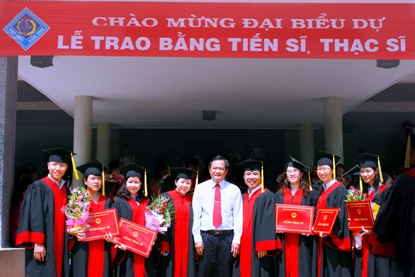 CHÀO MỪNG ĐẠI BIỂU DỰ
LỄ TRAO BẰNG TIẾN SĨ, THẠC SĨ